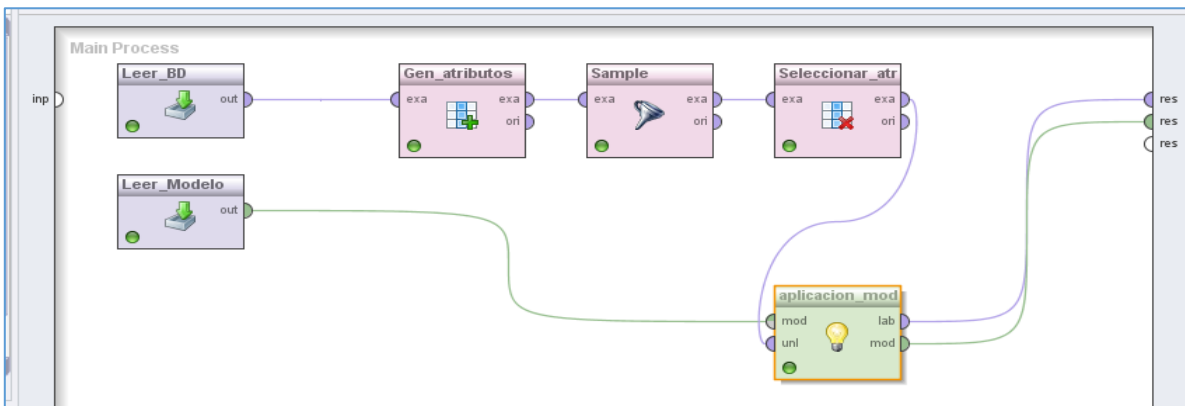 Main Process
Leer_BD
Gen_atributos
Sample
Seleccionar_atr
inp
out
exa
exa
exa
exa
exa
exa
res
ori
ori
ori
res
res
Leer_Modelo
out
aplicacion_mod
mod
lab
unl
mod